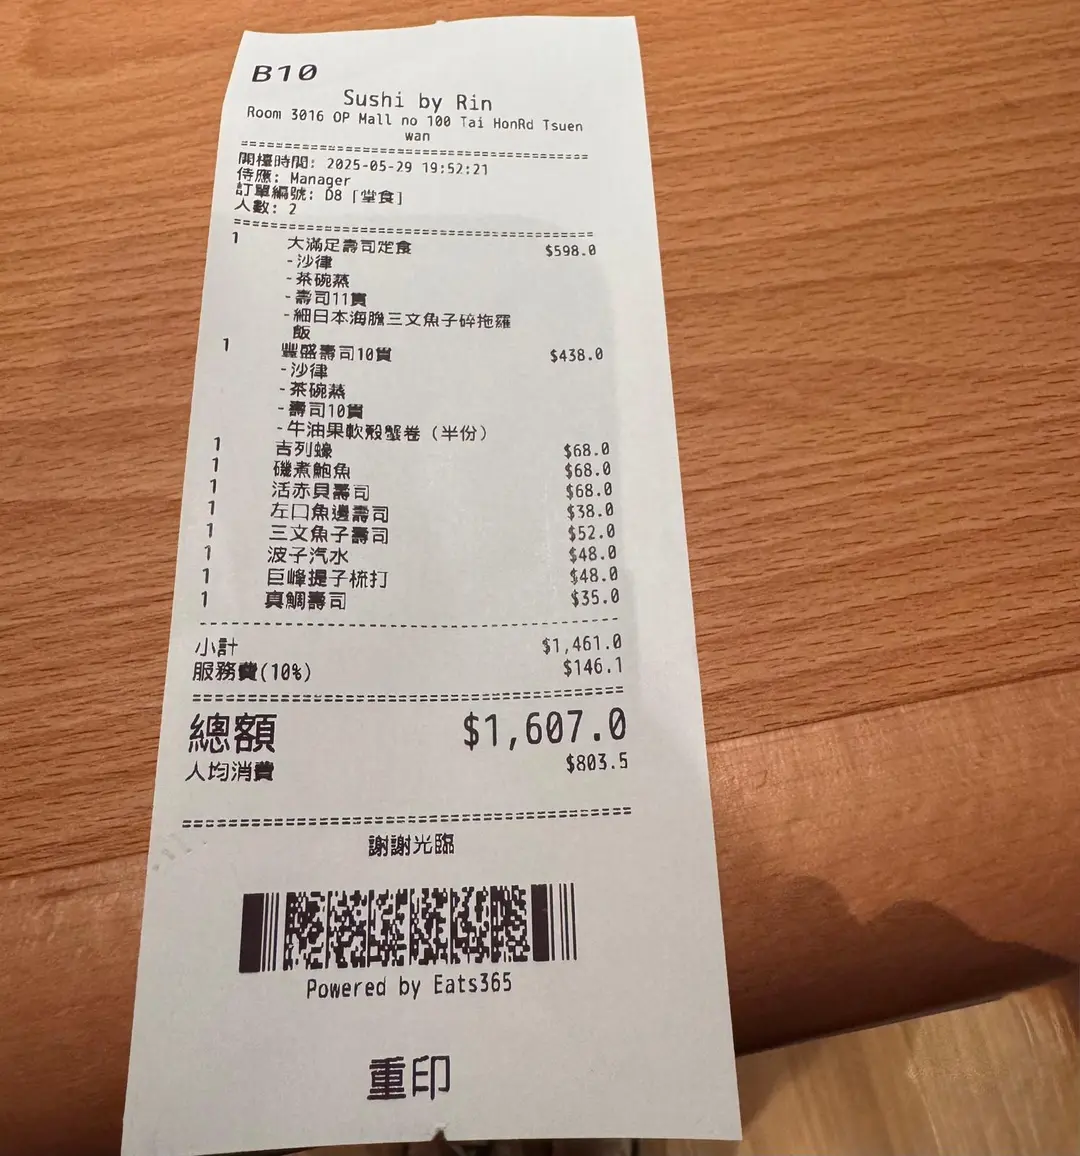 B10
Sushi by Rin
Room 3016 OP Mall no 100 Tai HonRd Tsuen
wan
開檯時間: 2025-05-29 19:52:21
侍應: Manager
訂單編號: D8 [堂食]
人數: 2
1 大滿足壽司定食 $598.0
-沙律
-茶碗蒸
-壽司11貫
-細日本海膽三文魚子碎拖羅
飯
1 豐盛壽司10貫 $438.0
-沙律
-茶碗蒸
-壽司10貫
-牛油果軟殼蟹卷（半份）
1 吉列蠔 $68.0
1 磯煮鮑魚 $68.0
1 活赤貝壽司 $68.0
1 左口魚邊壽司 $38.0
1 三文魚子壽司 $52.0
1 波子汽水 $48.0
1 巨峰提子梳打 $48.0
1 真鯛壽司 $35.0
小計 $1,461.0
服務費(10%) $146.1
總額 $1,607.0
人均消費 $803.5
謝謝光臨
Powered by Eats365
重印